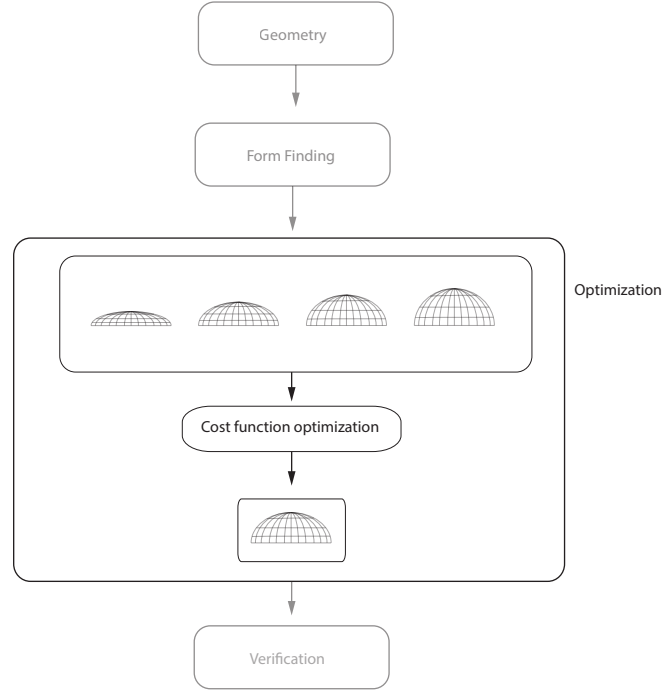 Geometry
Form Finding
Optimization
Cost function optimization
Verification